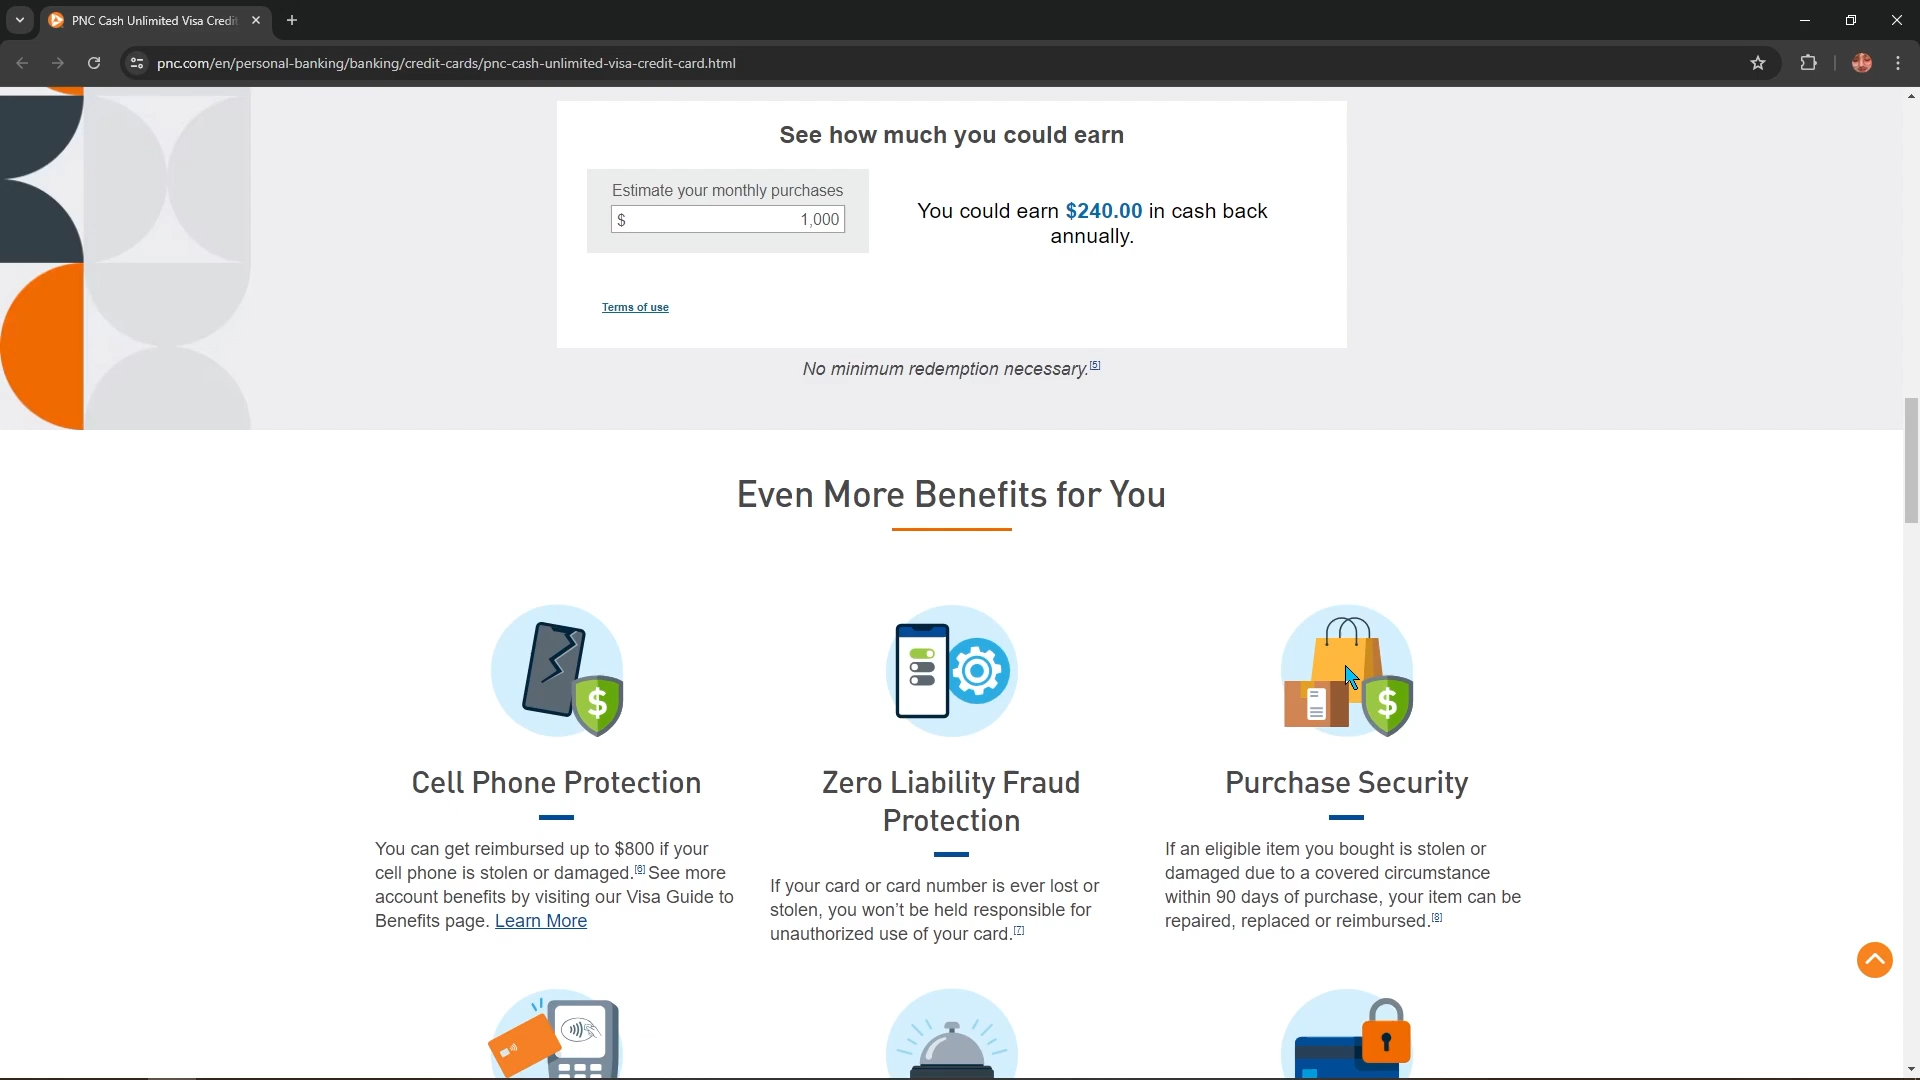 PNC Cash Unlimited Visa Credit
pnc.com/en/personal-banking/banking/credit-cards/pnc-cash-unlimited-visa-credit-card.html
See how much you could earn
Estimate your monthly purchases
$ 1,000
You could earn $240.00 in cash back
annually.
Terms of use
No minimum redemption necessary.[5]
Even More Benefits for You
Cell Phone Protection
You can get reimbursed up to $800 if your
cell phone is stolen or damaged.[6] See more
account benefits by visiting our Visa Guide to
Benefits page. Learn More
Zero Liability Fraud
Protection
If your card or card number is ever lost or
stolen, you won’t be held responsible for
unauthorized use of your card.[7]
Purchase Security
If an eligible item you bought is stolen or
damaged due to a covered circumstance
within 90 days of purchase, your item can be
repaired, replaced or reimbursed.[8]